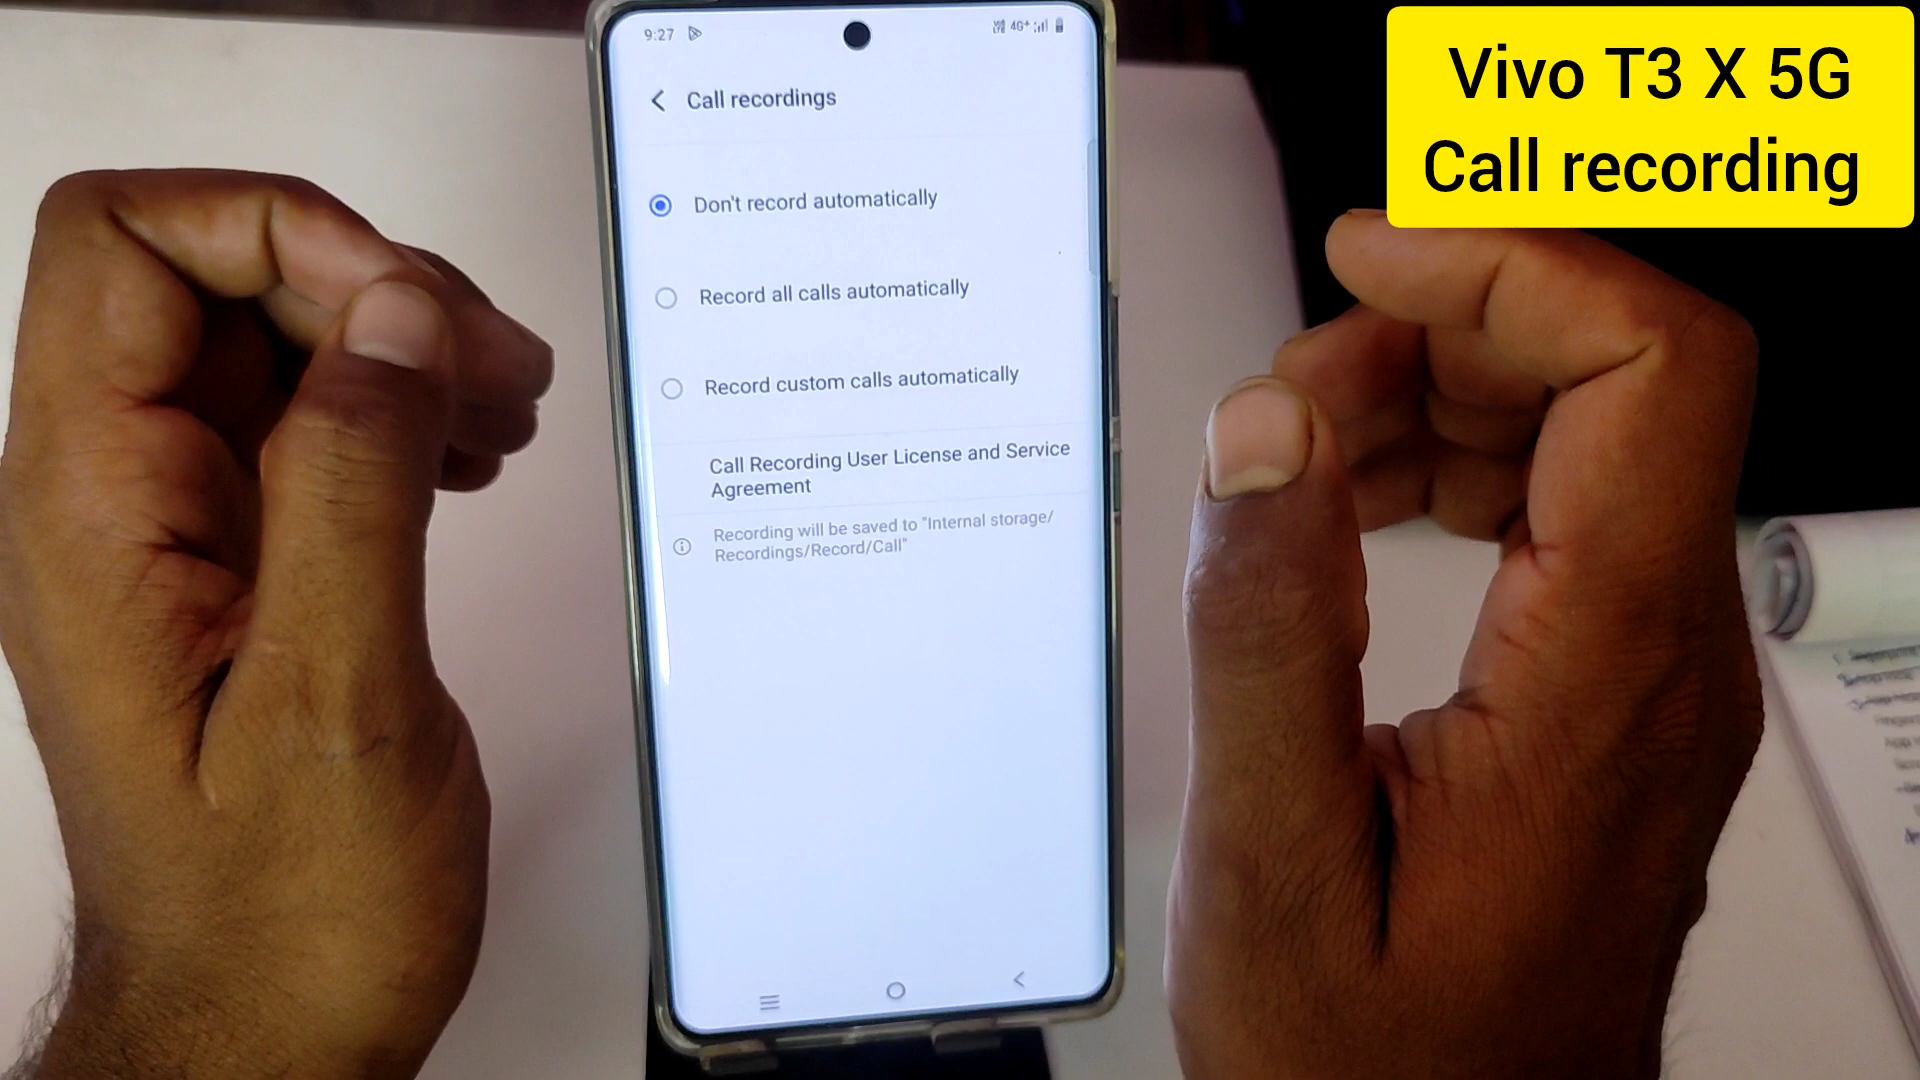 9:27
4G+
Call recordings
Don't record automatically
Record all calls automatically
Record custom calls automatically
Call Recording User License and Service
Agreement
Recording will be saved to "Internal storage/
Recordings/Record/Call"
Vivo T3 X 5G
Call recording